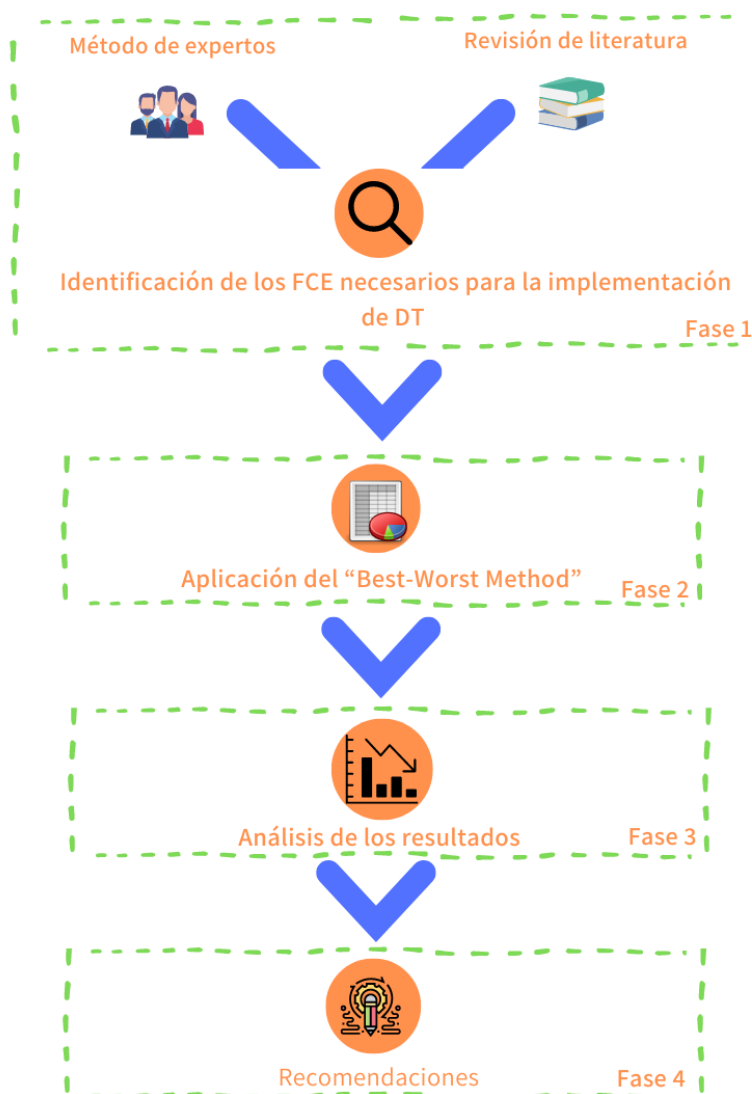 Método de expertos
Revisión de literatura
Identificación de los FCE necesarios para la implementación
de DT
Fase 1
Aplicación del “Best-Worst Method”
Fase 2
Análisis de los resultados
Fase 3
Recomendaciones
Fase 4